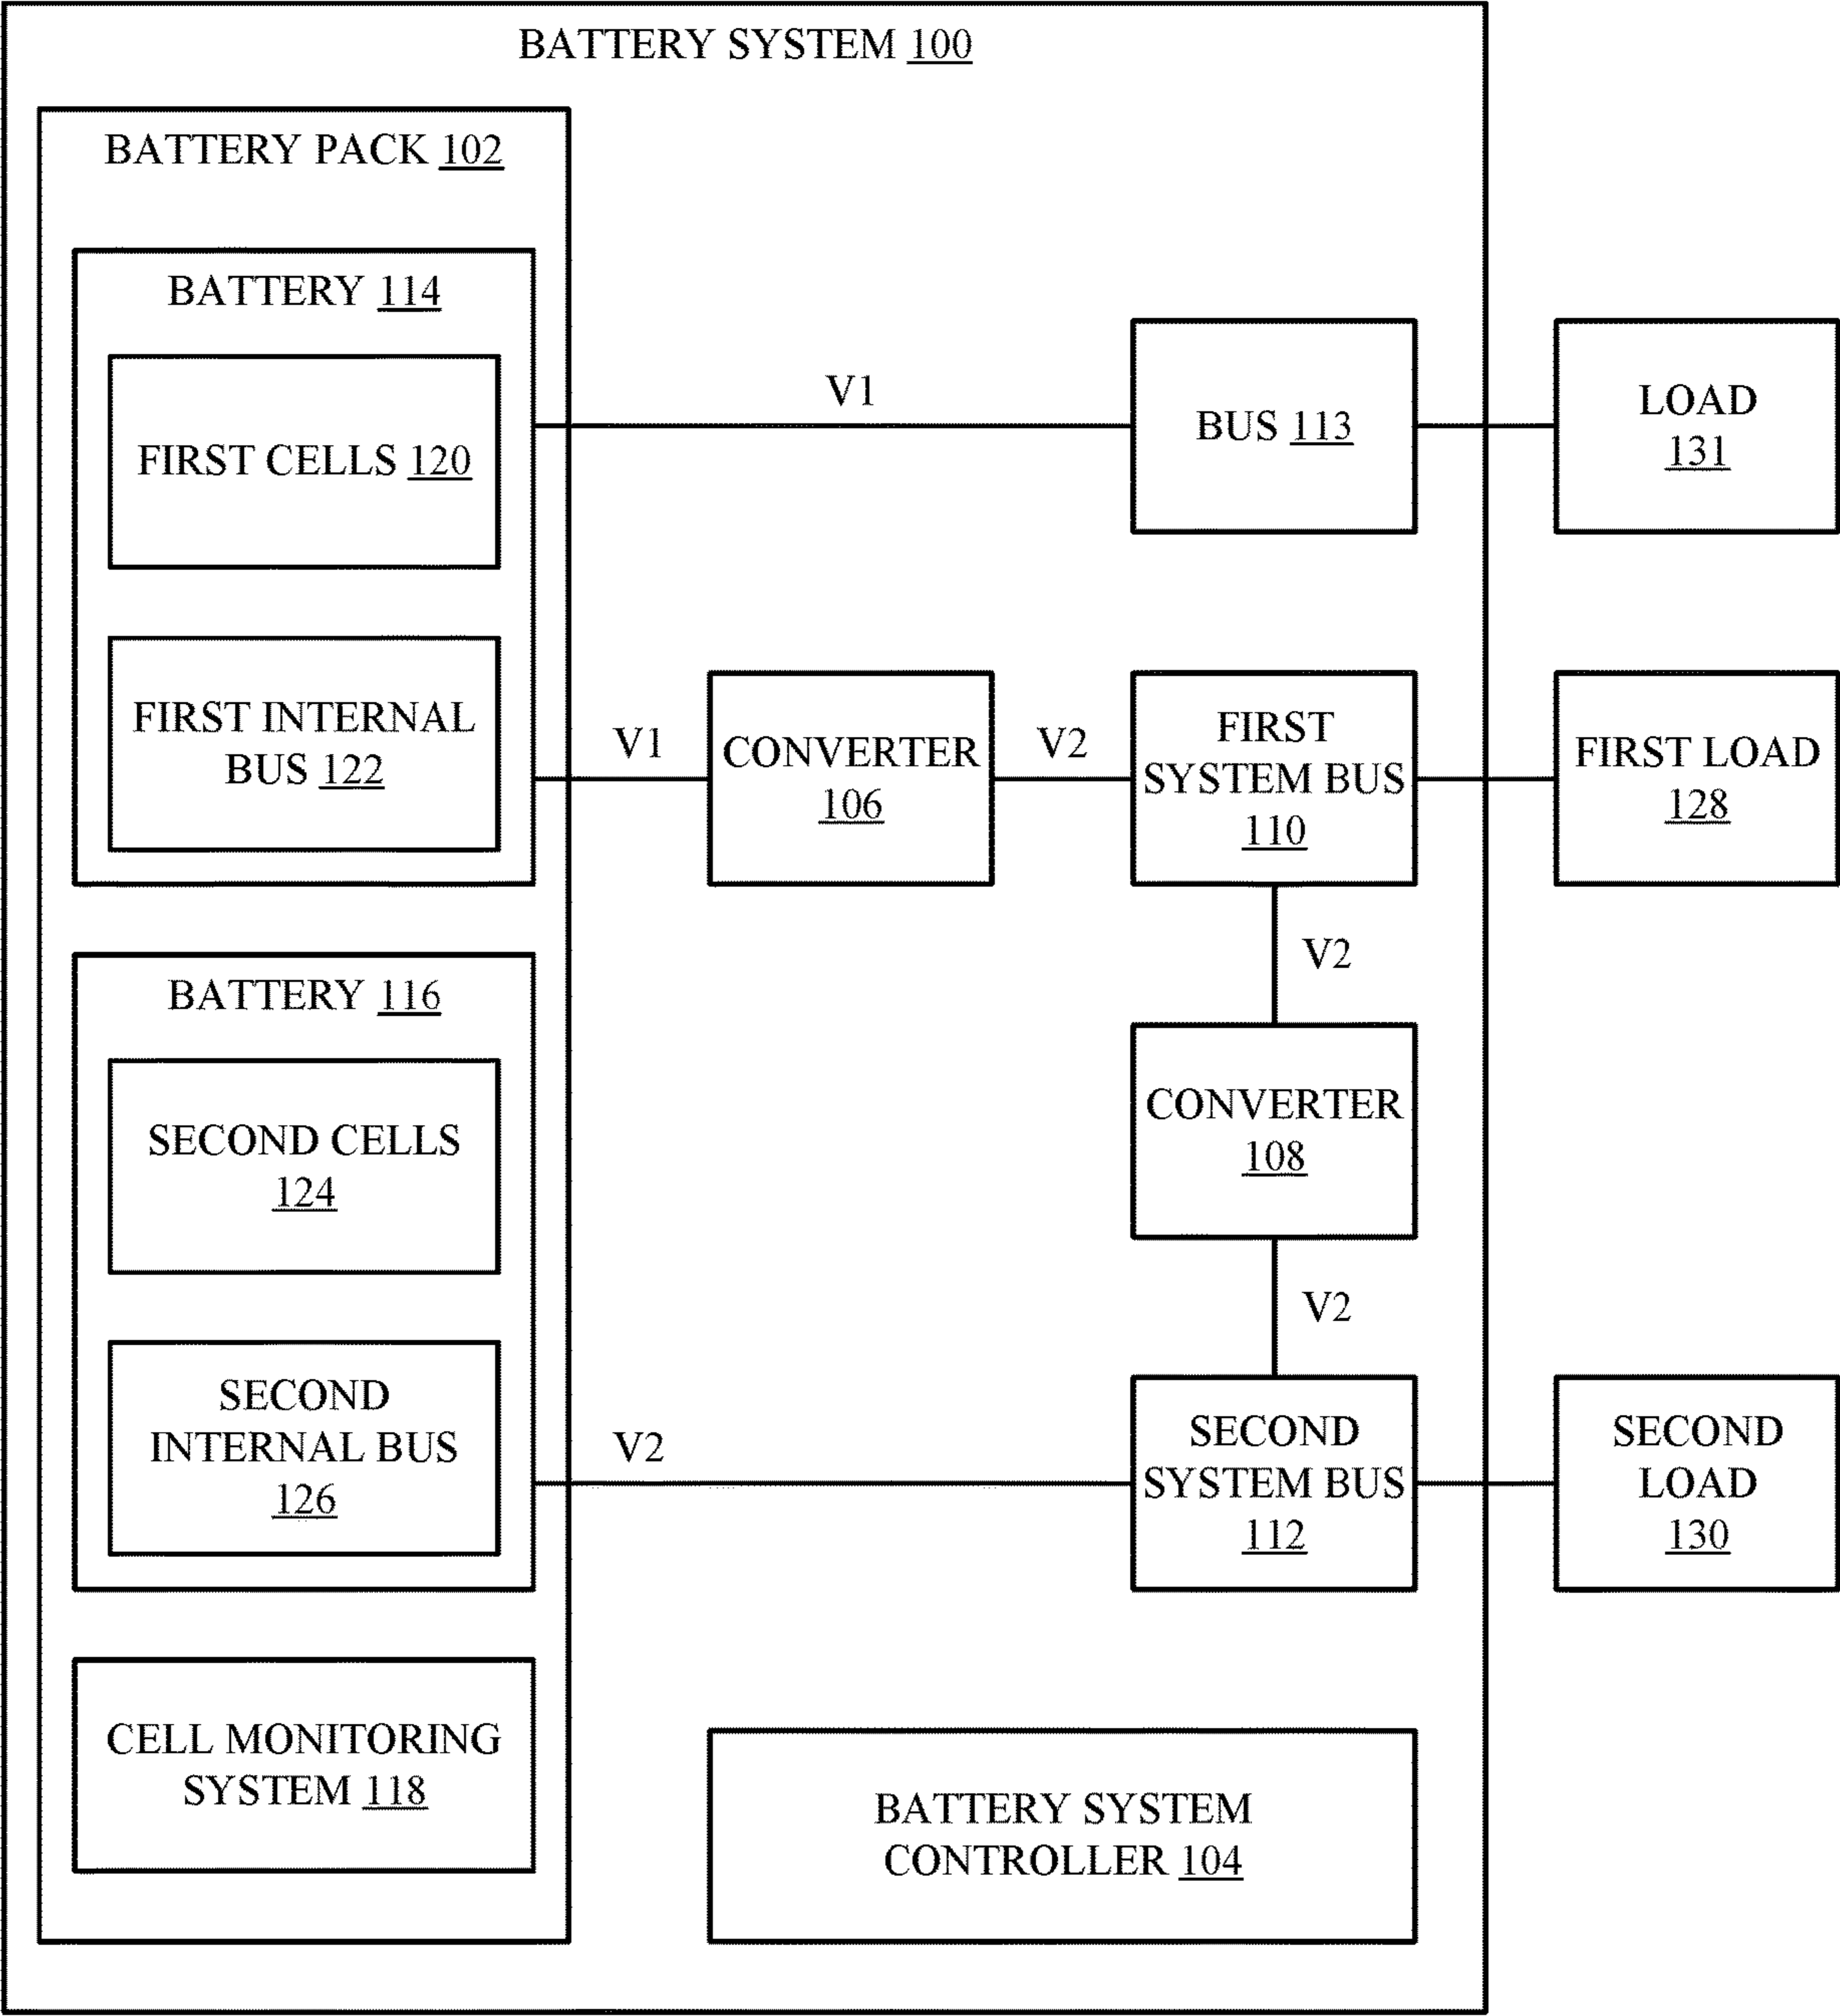 BATTERY SYSTEM 100
BATTERY PACK 102
BATTERY 114
FIRST CELLS 120
FIRST INTERNAL
BUS 122
V1
BUS 113
LOAD
131
V1
CONVERTER
106
V2
FIRST
SYSTEM BUS
110
FIRST LOAD
128
V2
BATTERY 116
SECOND CELLS
124
SECOND
INTERNAL BUS
126
CONVERTER
108
V2
V2
SECOND
SYSTEM BUS
112
SECOND
LOAD
130
CELL MONITORING
SYSTEM 118
BATTERY SYSTEM
CONTROLLER 104